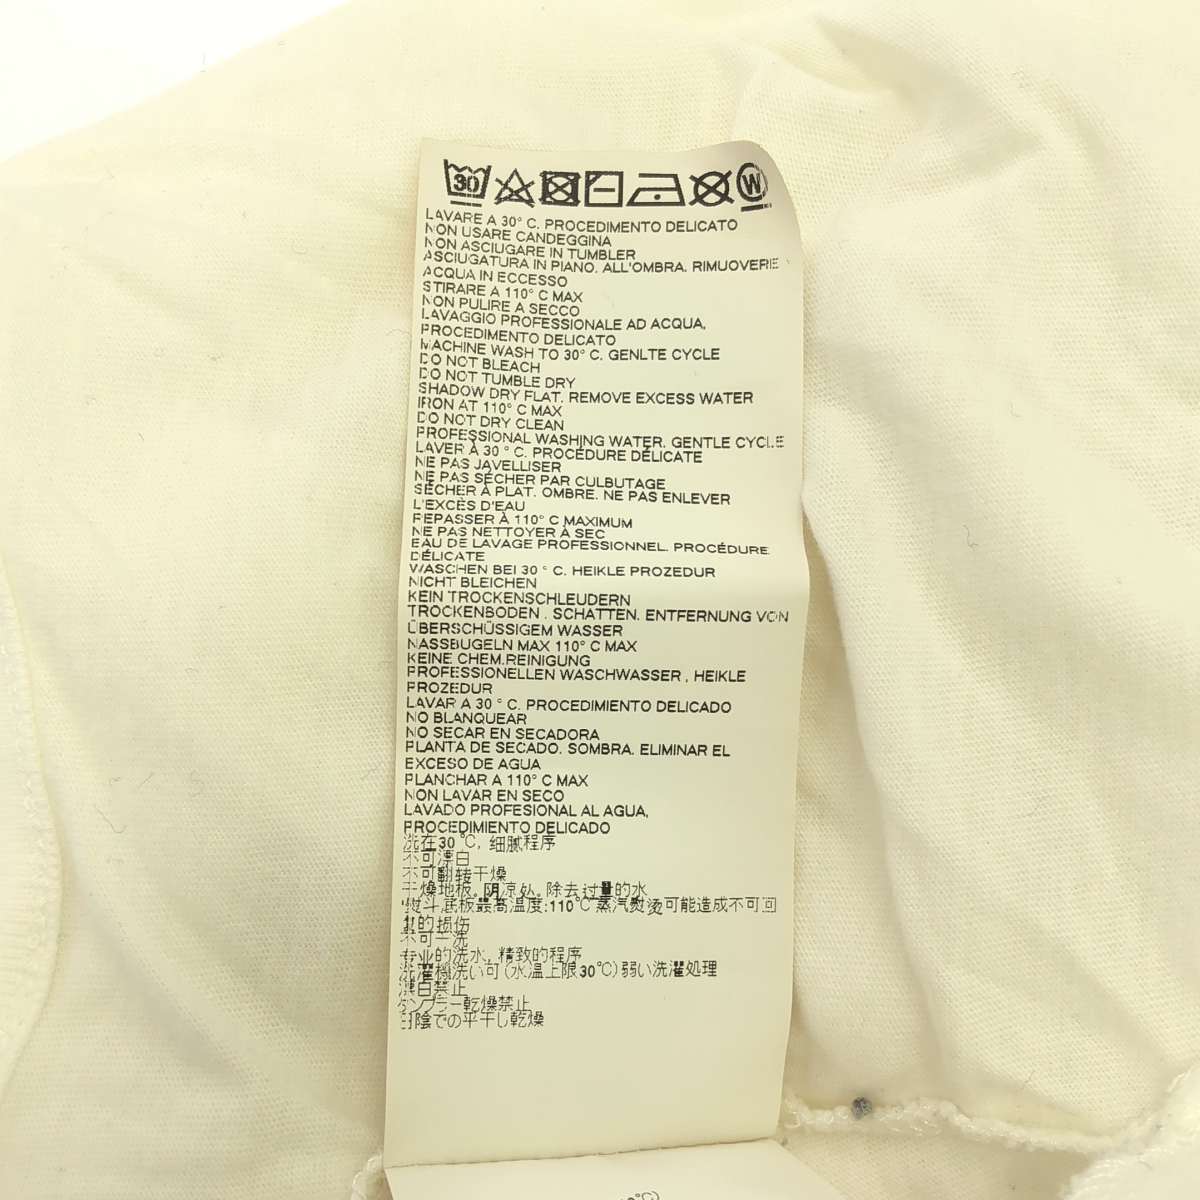 30
W
LAVARE A 30° C. PROCEDIMENTO DELICATO
NON USARE CANDEGGINA
NON ASCIUGARE IN TUMBLER
ASCIUGATURA IN PIANO. ALL'OMBRA. RIMUOVERE
ACQUA IN ECCESSO
STIRARE A 110° C MAX
NON PULIRE A SECCO
LAVAGGIO PROFESSIONALE AD ACQUA,
PROCEDIMENTO DELICATO
MACHINE WASH TO 30° C. GENLTE CYCLE
DO NOT BLEACH
DO NOT TUMBLE DRY
SHADOW DRY FLAT. REMOVE EXCESS WATER
IRON AT 110° C MAX
DO NOT DRY CLEAN
PROFESSIONAL WASHING WATER. GENTLE CYCLE
LAVER À 30 ° C. PROCÉDURE DÉLICATE
NE PAS JAVELLISER
NE PAS SÉCHER PAR CULBUTAGE
SÉCHER À PLAT. OMBRE. NE PAS ENLEVER
L'EXCÈS D'EAU
REPASSER À 110° C MAXIMUM
NE PAS NETTOYER À SEC
EAU DE LAVAGE PROFESSIONNEL. PROCÉDURE
DÉLICATE
WASCHEN BEI 30 ° C. HEIKLE PROZEDUR
NICHT BLEICHEN
KEIN TROCKENSCHLEUDERN
TROCKENBODEN . SCHATTEN. ENTFERNUNG VON
ÜBERSCHÜSSIGEM WASSER
NASSBUGELN MAX 110° C MAX
KEINE CHEM.REINIGUNG
PROFESSIONELLEN WASCHWASSER , HEIKLE
PROZEDUR
LAVAR A 30 ° C. PROCEDIMIENTO DELICADO
NO BLANQUEAR
NO SECAR EN SECADORA
PLANTA DE SECADO. SOMBRA. ELIMINAR EL
EXCESO DE AGUA
PLANCHAR A 110° C MAX
NON LAVAR EN SECO
LAVADO PROFESIONAL AL AGUA,
PROCEDIMIENTO DELICADO
洗在30℃, 细腻程序
不可漂白
不可翻转干燥
干燥地板。阴凉处。除去过量的水
熨斗底板最高温度:110℃蒸汽熨烫可能造成不可回
复的损伤
不可干洗
专业的洗水, 精致的程序
洗濯機洗い可(水温上限30℃)弱い洗濯処理
漂白禁止
タンブラー乾燥禁止
日陰での平干し乾燥